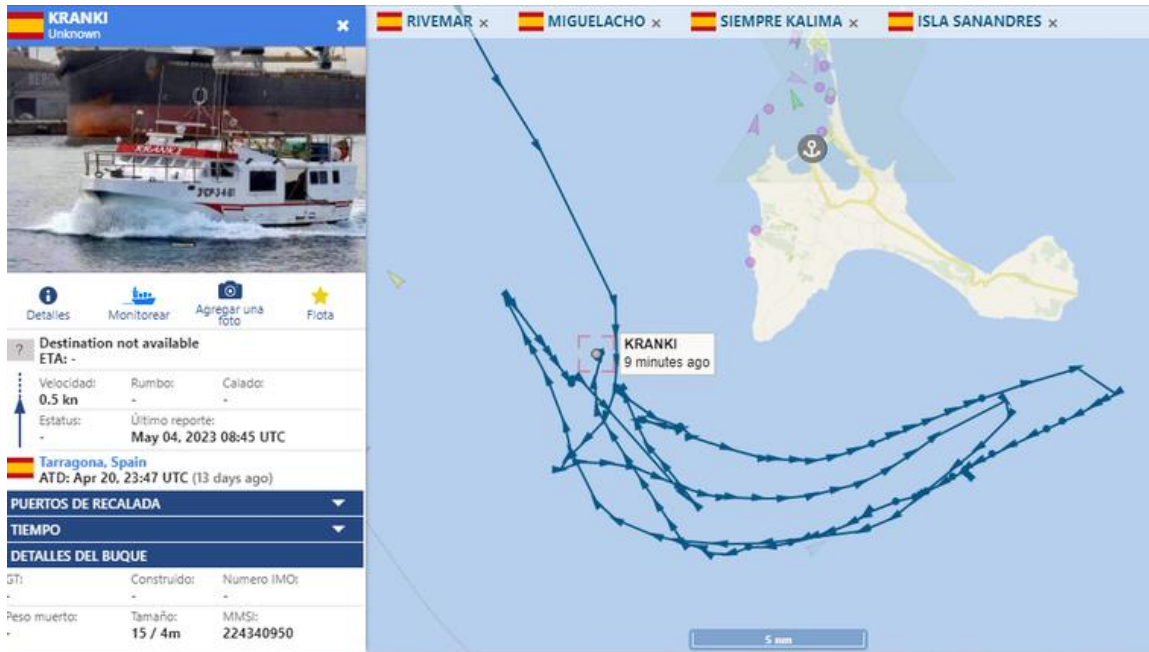 KRANKI
Unknown
×
RIVEMAR ×
MIGUELACHO ×
SIEMPRE KALIMA ×
ISLA SANANDRES ×
KRANKI
Detalles
Monitorear
Agregar una
foto
Flota
?
Destination not available
ETA: -
Velocidad:
Rumbo:
Calado:
0.5 kn
-
-
Estatus:
Último reporte:
-
May 04, 2023 08:45 UTC
Tarragona, Spain
ATD: Apr 20, 23:47 UTC (13 days ago)
PUERTOS DE RECALADA
TIEMPO
DETALLES DEL BUQUE
GT:
Construido:
Numero IMO:
-
-
-
Peso muerto:
Tamaño:
MMSI:
-
15 / 4m
224340950
KRANKI
9 minutes ago
5 nm